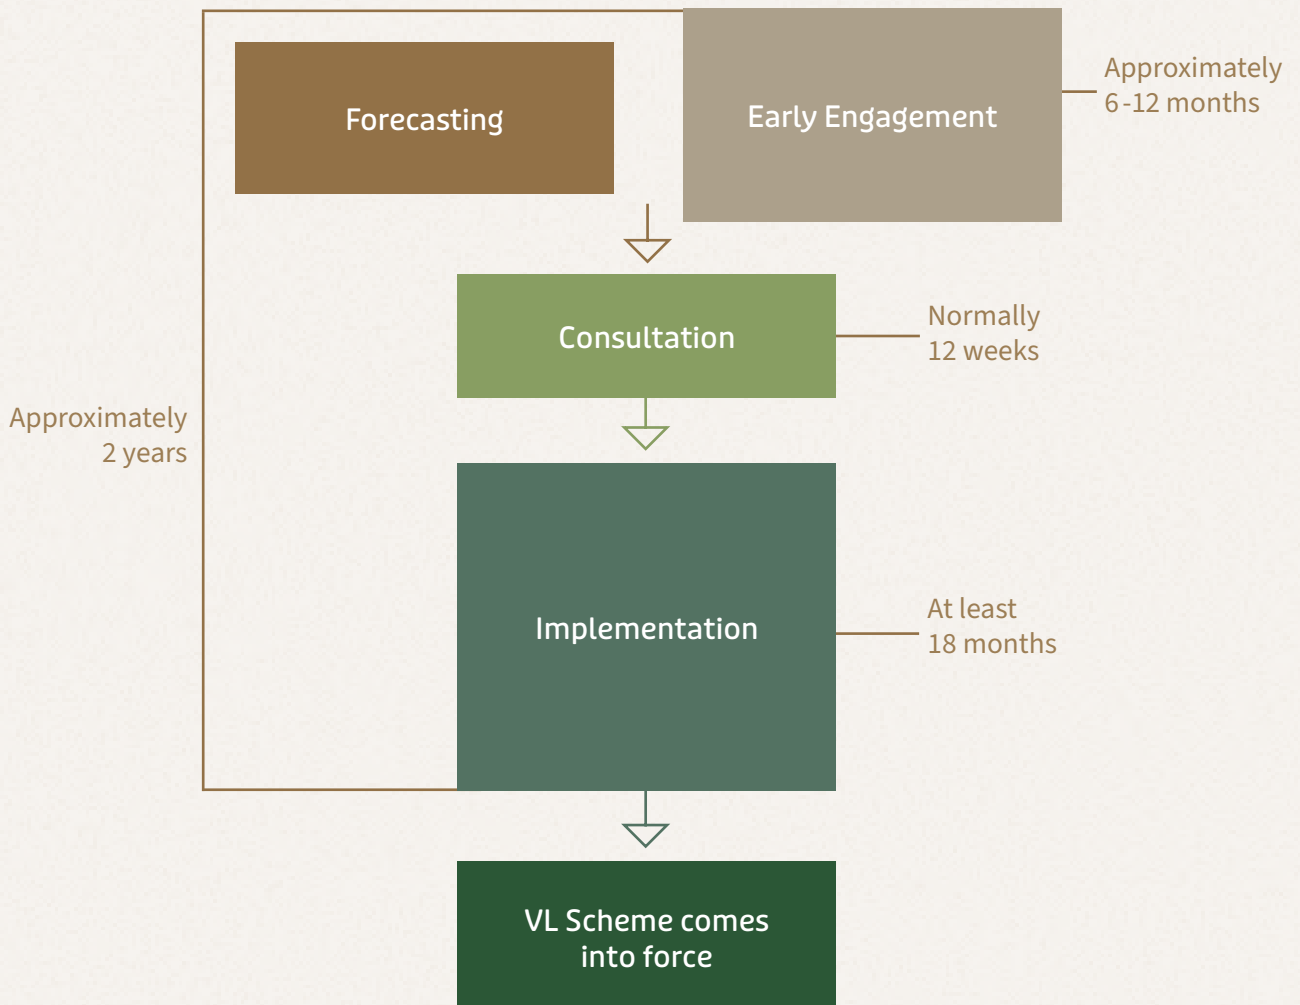 Forecasting
Early Engagement
Approximately
6-12 months
Consultation
Normally
12 weeks
Approximately
2 years
Implementation
At least
18 months
VL Scheme comes
into force